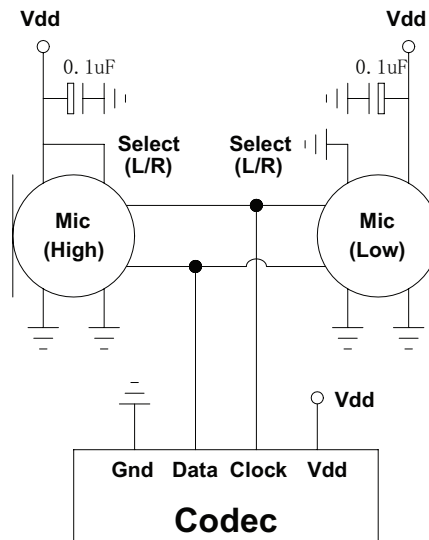 Vdd
Vdd
0.1uF
0.1uF
Select
(L/R)
Select
(L/R)
Mic
(High)
Mic
(Low)
Vdd
Gnd Data Clock Vdd
Codec